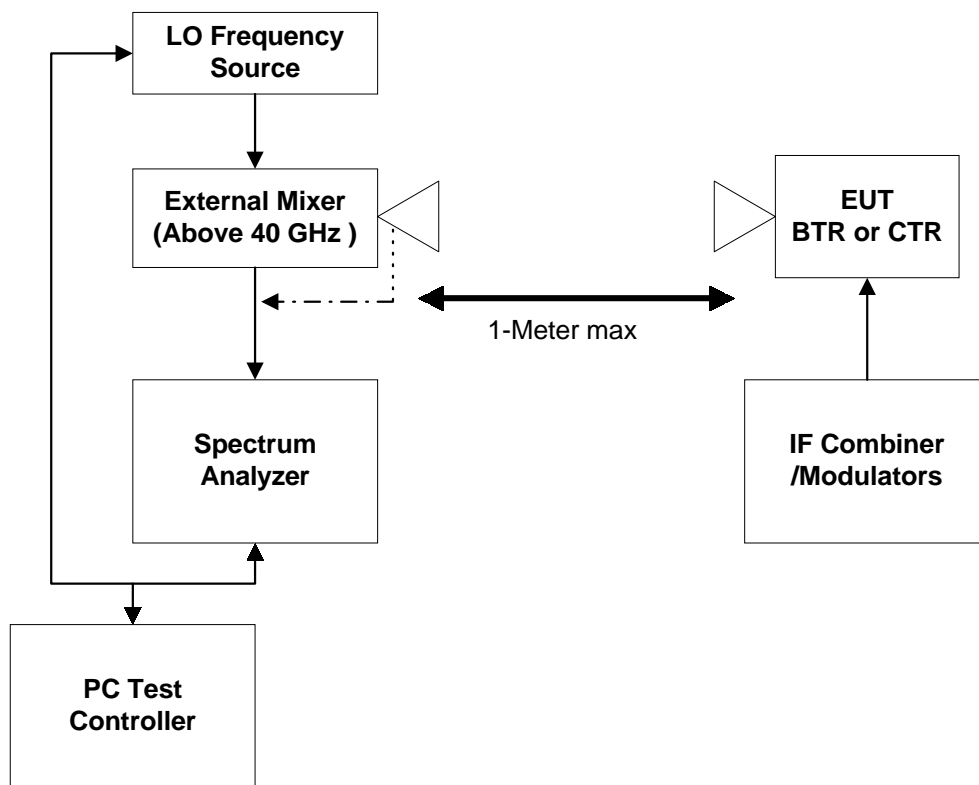 LO Frequency
Source
External Mixer
(Above 40 GHz )
EUT
BTR or CTR
1-Meter max
Spectrum
Analyzer
IF Combiner
/Modulators
PC Test
Controller